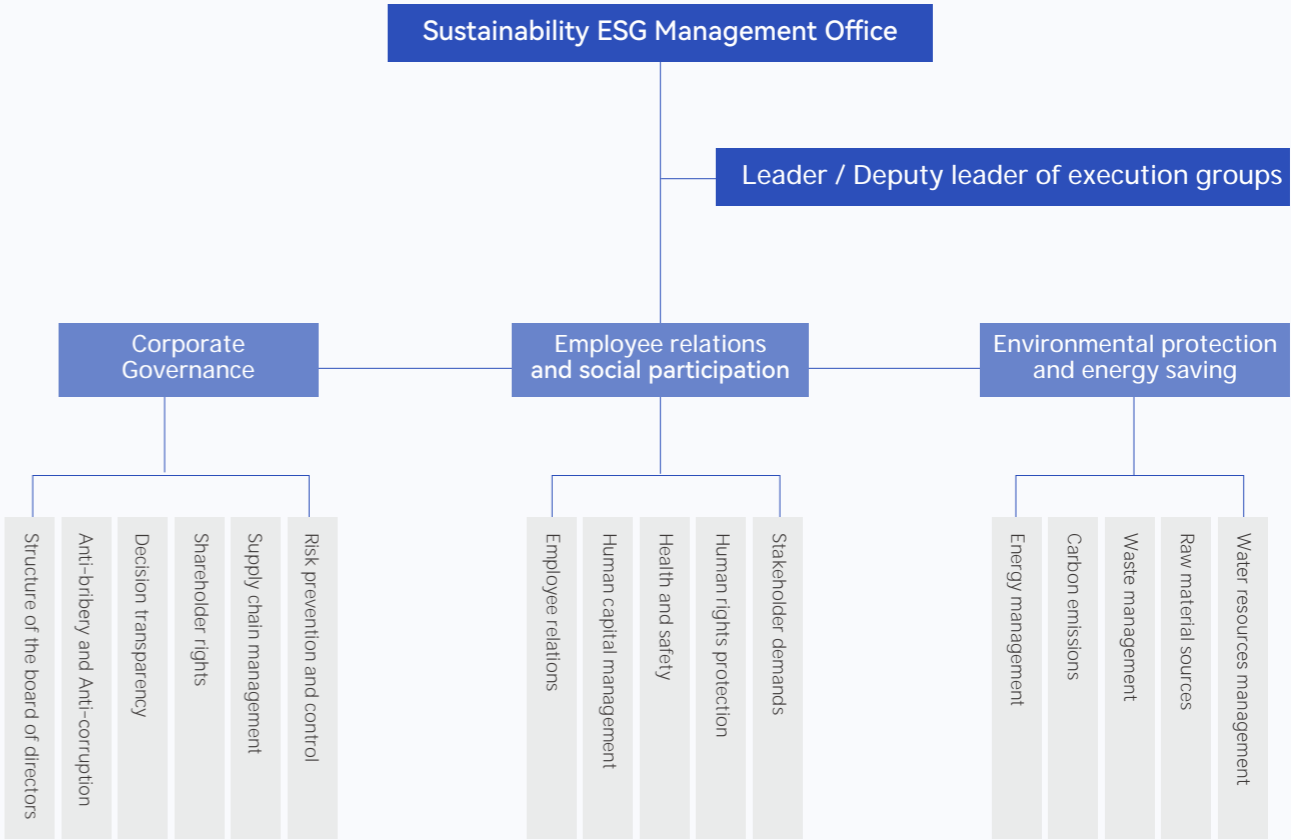 Sustainability ESG Management Office
Leader / Deputy leader of execution groups
Corporate
Governance
Employee relations
and social participation
Environmental protection
and energy saving
Structure of the board of directors
Anti-bribery and Anti-corruption
Decision transparency
Shareholder rights
Supply chain management
Risk prevention and control
Employee relations
Human capital management
Health and safety
Human rights protection
Stakeholder demands
Energy management
Carbon emissions
Waste management
Raw material sources
Water resources management